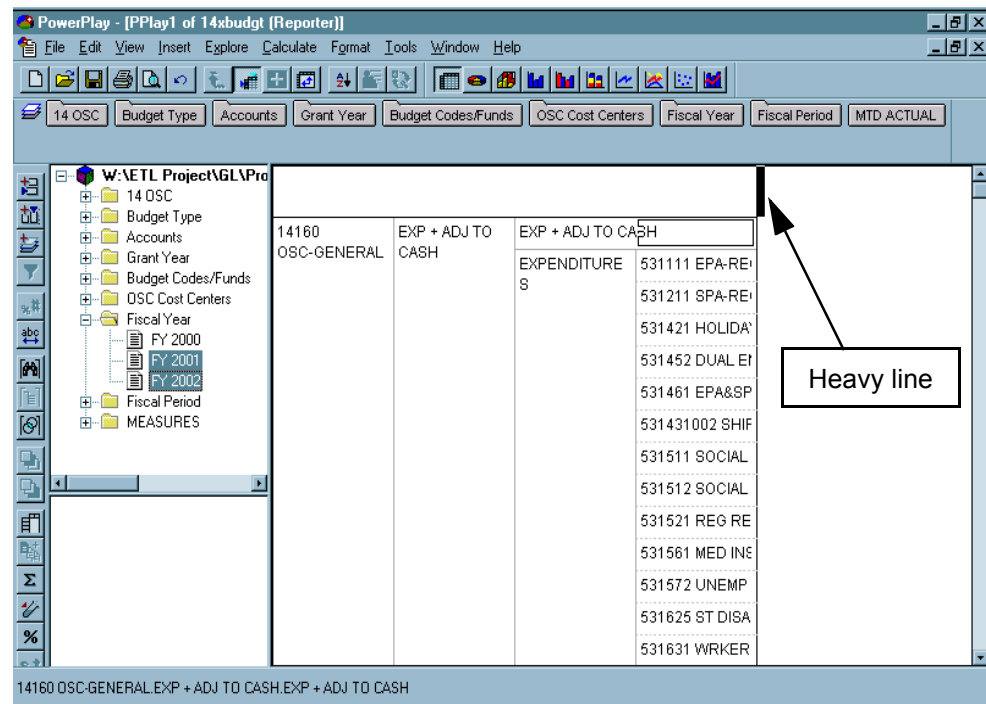 PowerPlay - [PPlay1 of 14xbudgt (Reporter)]
File Edit View Insert Explore Calculate Format Tools Window Help
14 OSC Budget Type Accounts Grant Year Budget Codes/Funds OSC Cost Centers Fiscal Year Fiscal Period MTD ACTUAL
W:\ETL Project\GL\Pro
14 OSC
Budget Type
Accounts
Grant Year
Budget Codes/Funds
OSC Cost Centers
Fiscal Year
FY 2000
FY 2001
FY 2002
Fiscal Period
MEASURES
14160
OSC-GENERAL
EXP + ADJ TO
CASH
EXP + ADJ TO CASH
EXPENDITURE
S
531111 EPA-RE
531211 SPA-RE
531421 HOLIDA
531452 DUAL E
531461 EPA&SP
531431002 SHIF
531511 SOCIAL
531512 SOCIAL
531521 REG RE
531561 MED INS
531572 UNEMP
531625 ST DISA
531631 WRKER
Heavy line
abc
Σ
%
14160 OSC-GENERAL.EXP + ADJ TO CASH.EXP + ADJ TO CASH